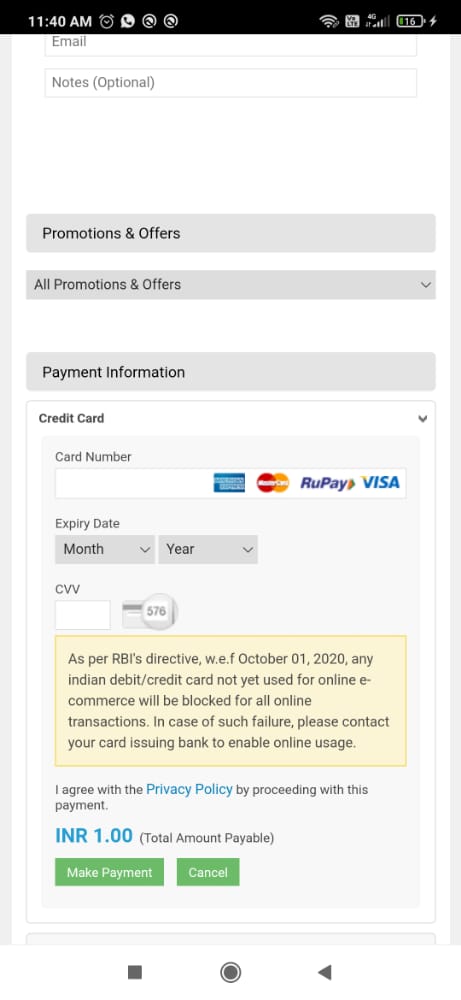 11:40 AM
4G
16
Email
Notes (Optional)
Promotions & Offers
All Promotions & Offers
Payment Information
Credit Card
Card Number
MasterCard RuPay VISA
Expiry Date
Month Year
CVV
576
As per RBI's directive, w.e.f October 01, 2020, any
indian debit/credit card not yet used for online e-
commerce will be blocked for all online
transactions. In case of such failure, please contact
your card issuing bank to enable online usage.
I agree with the Privacy Policy by proceeding with this
payment.
INR 1.00 (Total Amount Payable)
Make Payment Cancel